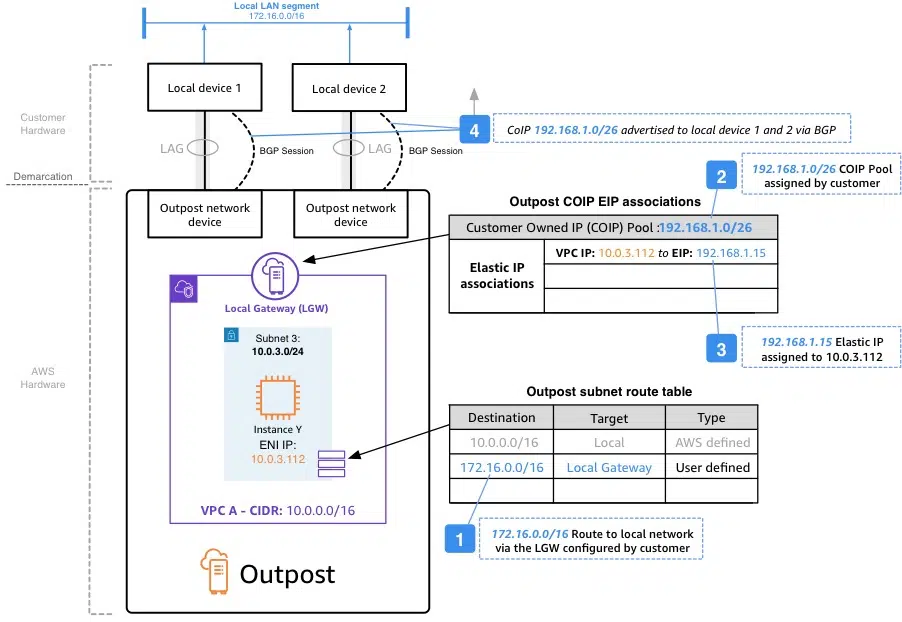 Local LAN segment
172.16.0.0/16
Local device 1
Local device 2
Customer
Hardware
LAG
BGP Session
LAG
BGP Session
4
CoIP 192.168.1.0/26 advertised to local device 1 and 2 via BGP
Demarcation
2
192.168.1.0/26 COIP Pool
assigned by customer
Outpost network
device
Outpost network
device
Outpost COIP EIP associations
Customer Owned IP (COIP) Pool :192.168.1.0/26
Elastic IP
associations
VPC IP: 10.0.3.112 to EIP: 192.168.1.15
Local Gateway (LGW)
3
192.168.1.15 Elastic IP
assigned to 10.0.3.112
Subnet 3:
10.0.3.0/24
AWS
Hardware
Instance Y
ENI IP:
10.0.3.112
Outpost subnet route table
Destination Target Type
10.0.0.0/16 Local AWS defined
172.16.0.0/16 Local Gateway User defined
VPC A - CIDR: 10.0.0.0/16
1
172.16.0.0/16 Route to local network
via the LGW configured by customer
Outpost